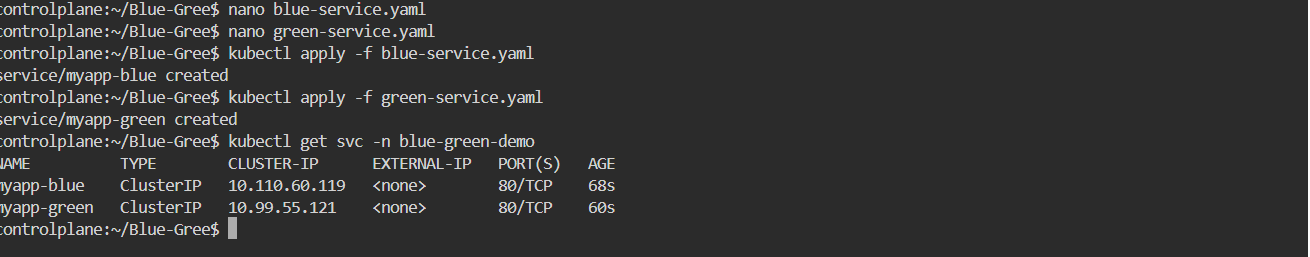 controlplane:~/Blue-Gree$ nano blue-service.yaml
controlplane:~/Blue-Gree$ nano green-service.yaml
controlplane:~/Blue-Gree$ kubectl apply -f blue-service.yaml
service/myapp-blue created
controlplane:~/Blue-Gree$ kubectl apply -f green-service.yaml
service/myapp-green created
controlplane:~/Blue-Gree$ kubectl get svc -n blue-green-demo
NAME TYPE CLUSTER-IP EXTERNAL-IP PORT(S) AGE
myapp-blue ClusterIP 10.110.60.119 <none> 80/TCP 68s
myapp-green ClusterIP 10.99.55.121 <none> 80/TCP 60s
controlplane:~/Blue-Gree$